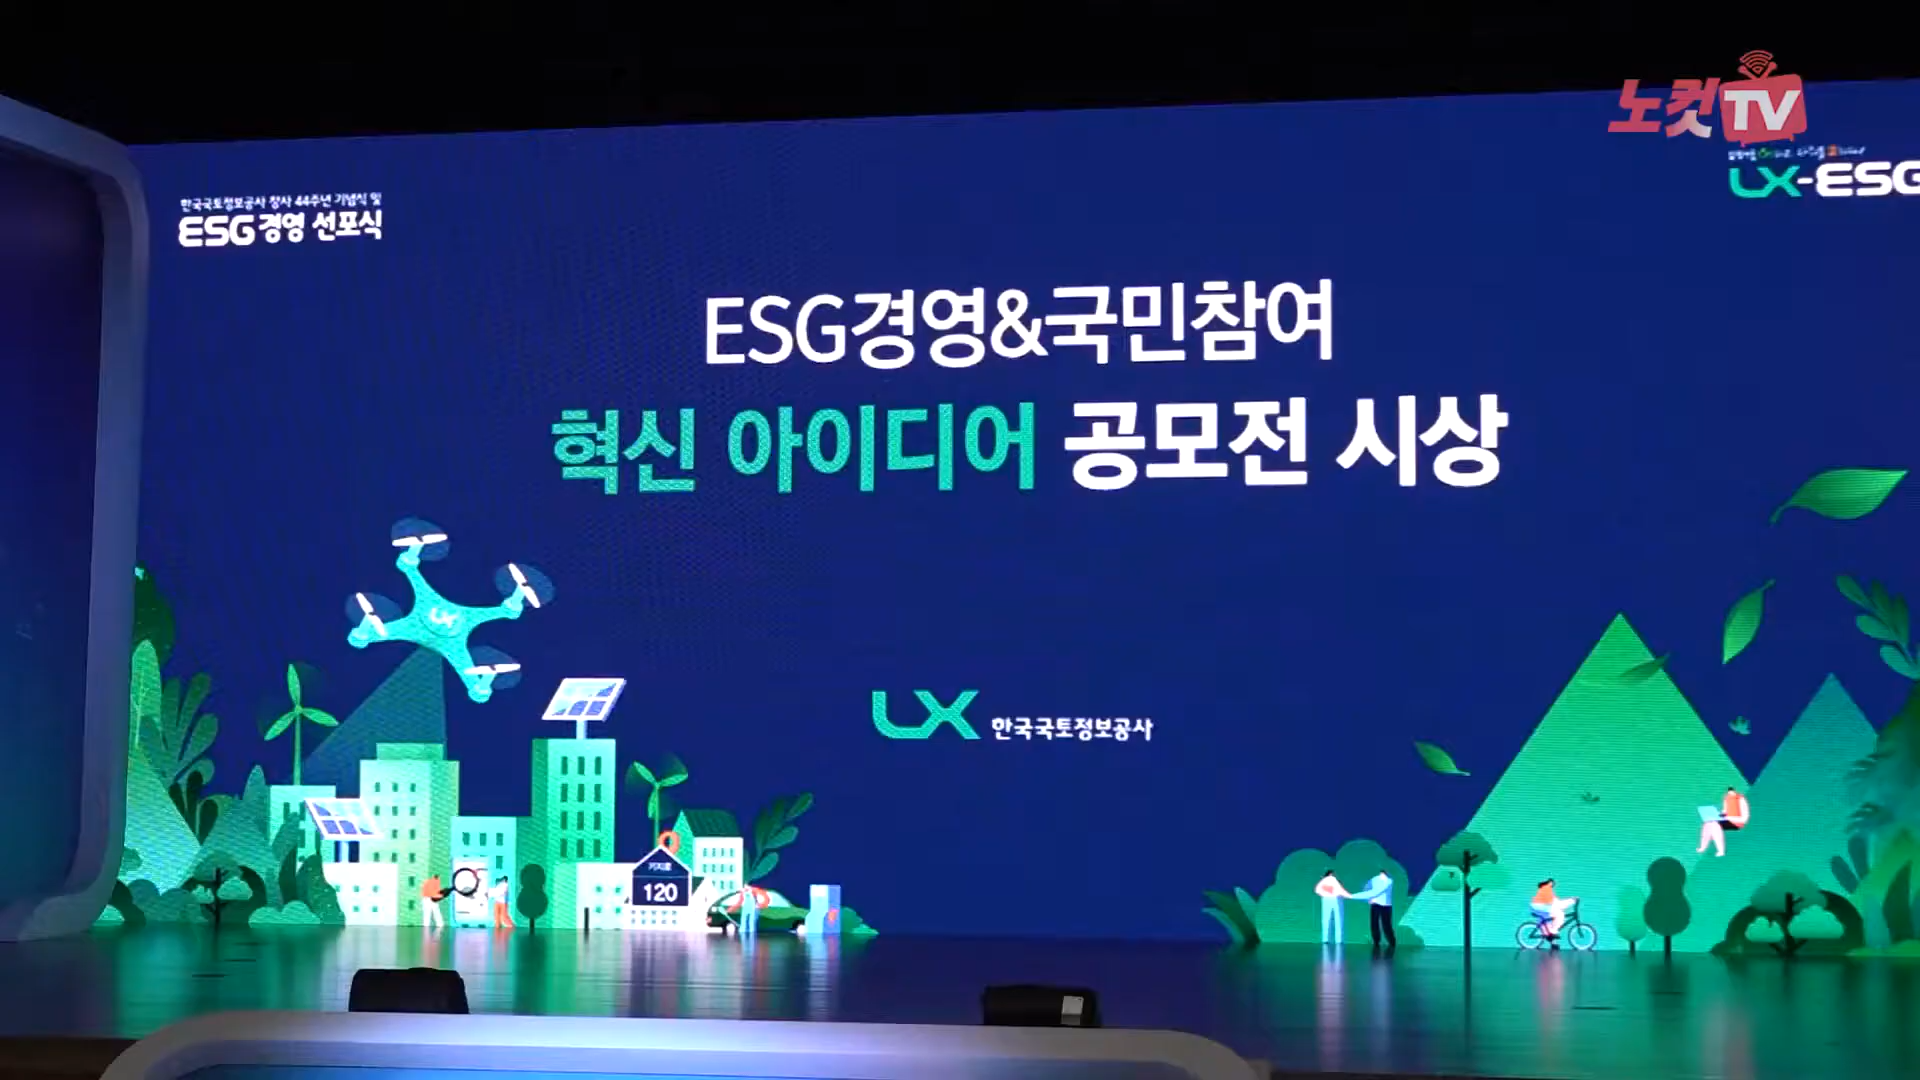 노컷TV
한국국토정보공사 창사 44주년 기념식 및
ESG 경영 선포식
LX-ESG
ESG경영&국민참여
혁신 아이디어 공모전 시상
LX
LX 한국국토정보공사
120